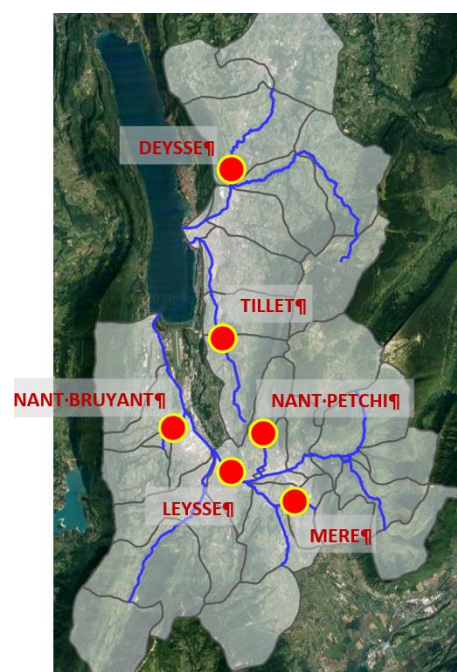 DEYSSE¶
TILLET¶
NANT·BRUYANT¶
NANT·PETCHI¶
LEYSSE¶
MERE¶